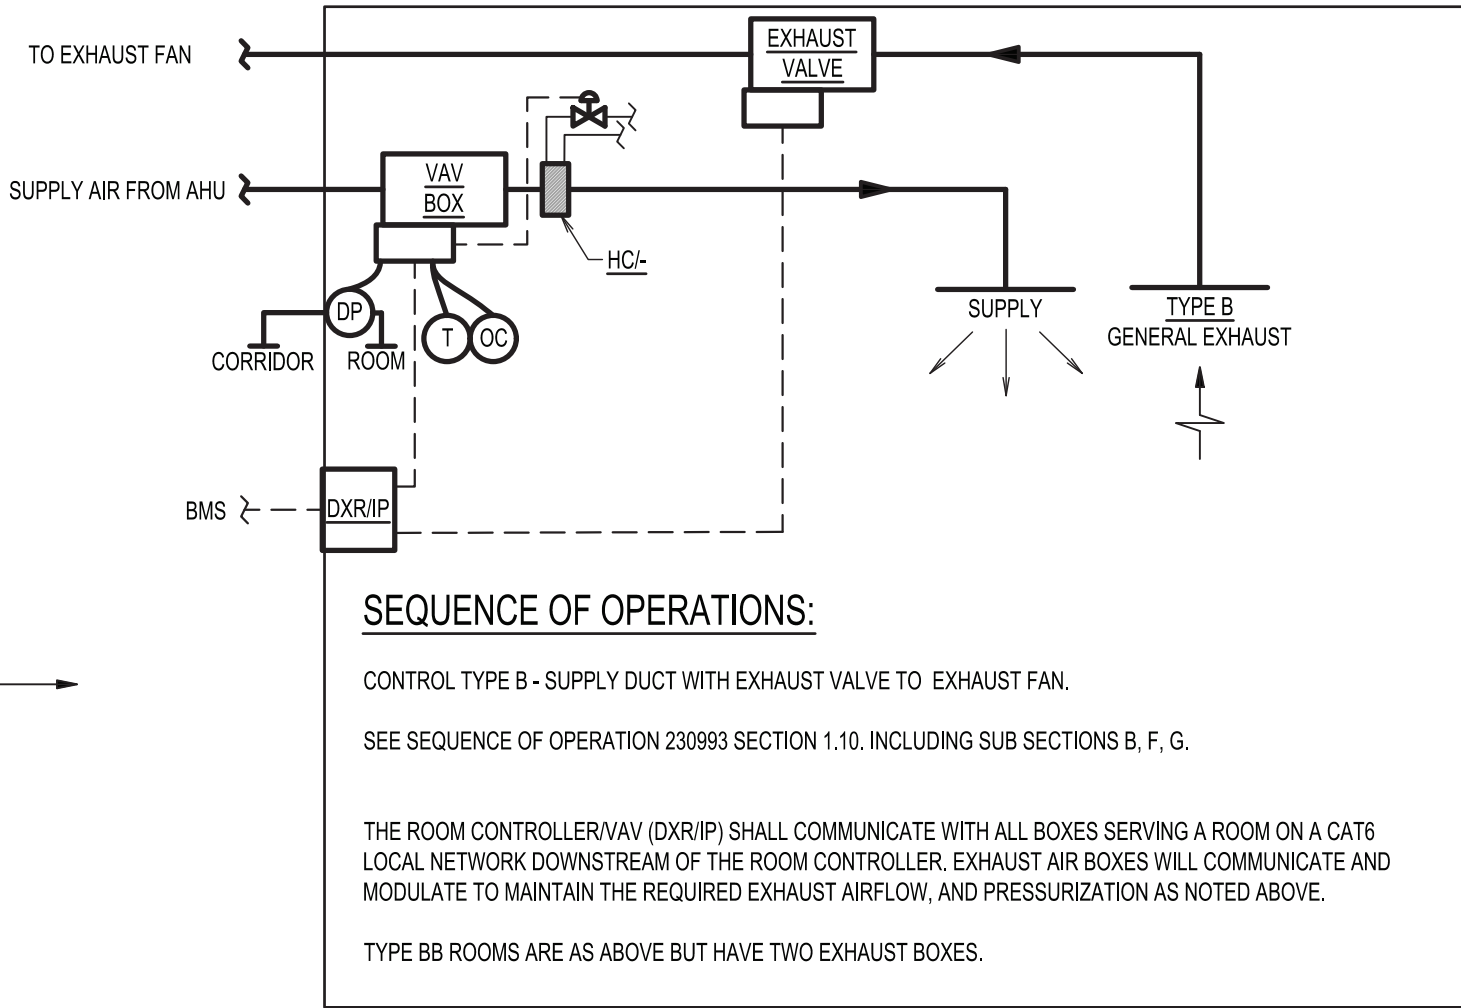 TO EXHAUST FAN
EXHAUST
VALVE
SUPPLY AIR FROM AHU
VAV
BOX
HC/-
DP
T
OC
CORRIDOR
ROOM
SUPPLY
TYPE B
GENERAL EXHAUST
BMS
DXR/IP
SEQUENCE OF OPERATIONS:
CONTROL TYPE B - SUPPLY DUCT WITH EXHAUST VALVE TO EXHAUST FAN.
SEE SEQUENCE OF OPERATION 230993 SECTION 1.10. INCLUDING SUB SECTIONS B, F, G.
THE ROOM CONTROLLER/VAV (DXR/IP) SHALL COMMUNICATE WITH ALL BOXES SERVING A ROOM ON A CAT6
LOCAL NETWORK DOWNSTREAM OF THE ROOM CONTROLLER. EXHAUST AIR BOXES WILL COMMUNICATE AND
MODULATE TO MAINTAIN THE REQUIRED EXHAUST AIRFLOW, AND PRESSURIZATION AS NOTED ABOVE.
TYPE BB ROOMS ARE AS ABOVE BUT HAVE TWO EXHAUST BOXES.